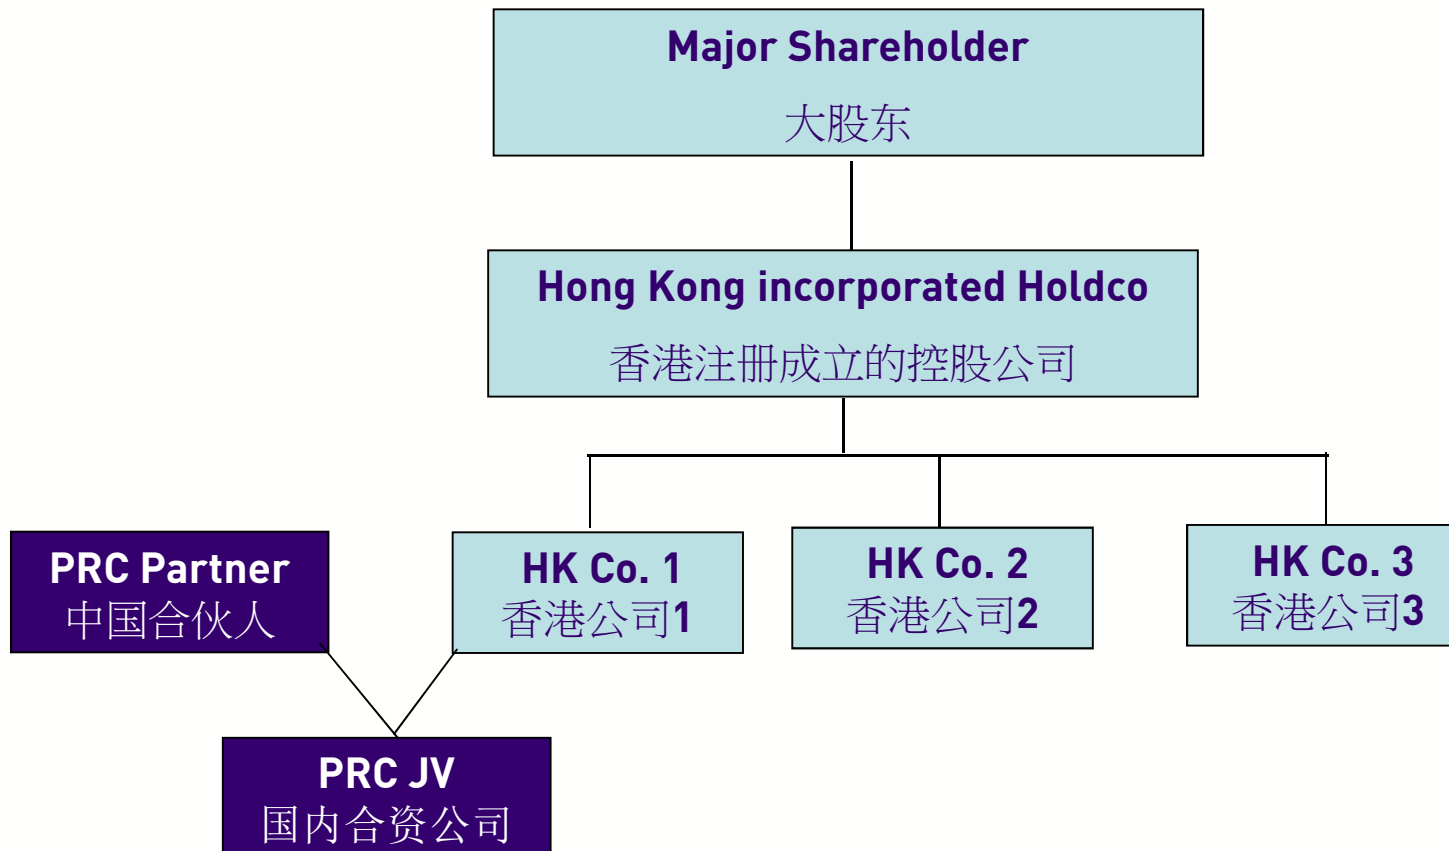 Major Shareholder
大股东
Hong Kong incorporated Holdco
香港注册成立的控股公司
PRC Partner
中国合伙人
HK Co. 1
香港公司1
HK Co. 2
香港公司2
HK Co. 3
香港公司3
PRC JV
国内合资公司